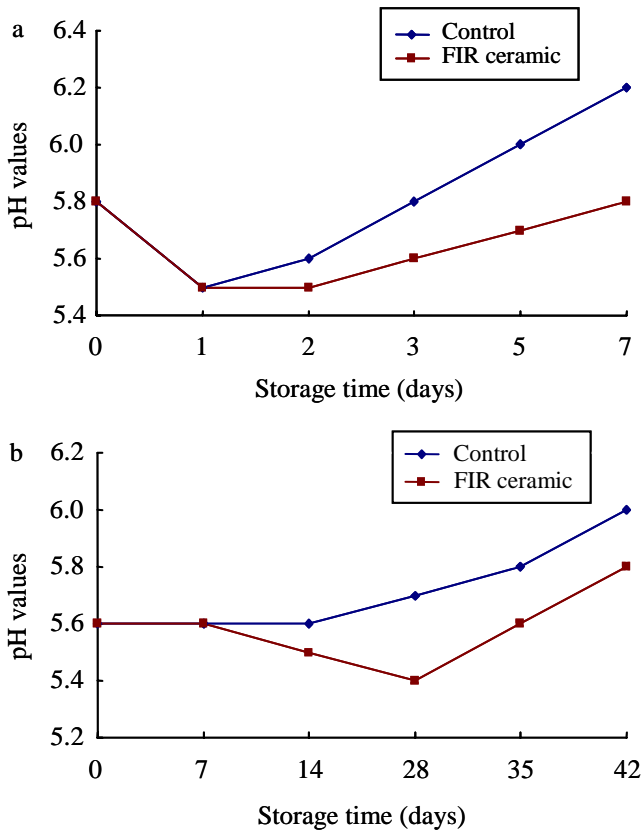 a
Control
FIR ceramic
pH values
6.4
6.2
6.0
5.8
5.6
5.4
0 1 2 3 5 7
Storage time (days)
b
Control
FIR ceramic
pH values
6.2
6.0
5.8
5.6
5.4
5.2
0 7 14 28 35 42
Storage time (days)